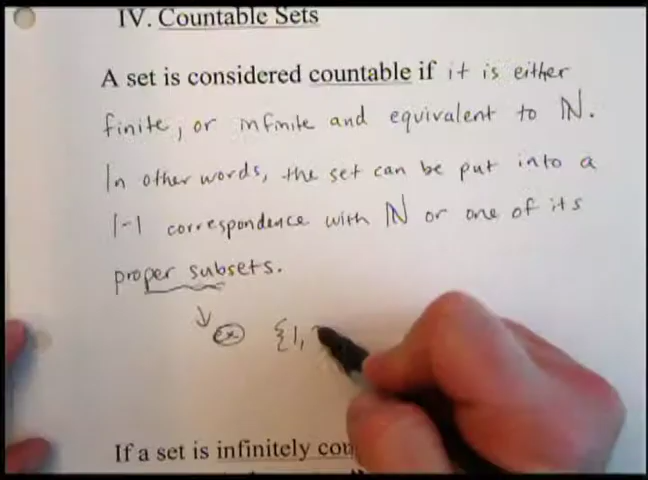 IV. Countable Sets
A set is considered countable if it is either
finite, or infinite and equivalent to ℕ.
In other words, the set can be put into a
1-1 correspondence with ℕ or one of its
proper subsets.
↓ ex {1,
If a set is infinitely